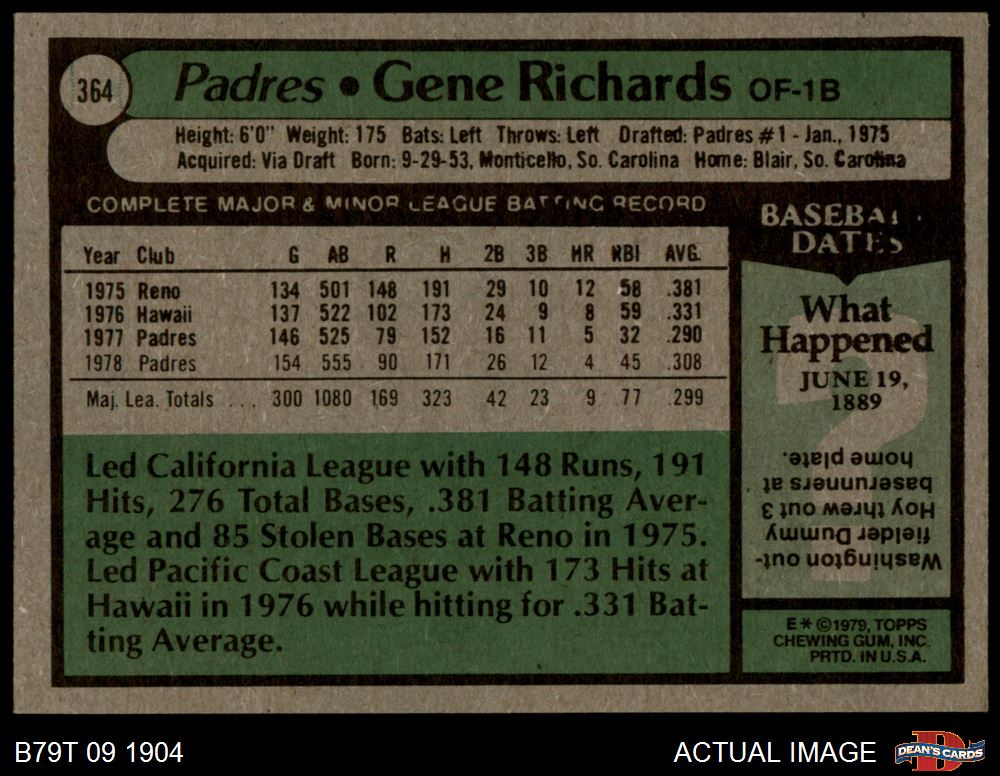 364
Padres • Gene Richards OF-1B
Height: 6'0" Weight: 175 Bats: Left Throws: Left Drafted: Padres #1 - Jan., 1975
Acquired: Via Draft Born: 9-29-53, Monticello, So. Carolina Home: Blair, So. Carolina
COMPLETE MAJOR & MINOR LEAGUE BATTING RECORD
Year Club G AB R H 2B 3B HR RBI AVG.
1975 Reno 134 501 148 191 29 10 12 58 .381
1976 Hawaii 137 522 102 173 24 9 8 59 .331
1977 Padres 146 525 79 152 16 11 5 32 .290
1978 Padres 154 555 90 171 26 12 4 45 .308
Maj. Lea. Totals ... 300 1080 169 323 42 23 9 77 .299
Led California League with 148 Runs, 191
Hits, 276 Total Bases, .381 Batting Aver-
age and 85 Stolen Bases at Reno in 1975.
Led Pacific Coast League with 173 Hits at
Hawaii in 1976 while hitting for .331 Bat-
ting Average.
BASEBALL
DATES
What
Happened
JUNE 19,
1889
Washington out-
fielder Dummy
Hoy threw out 3
baserunners at
home plate.
E* ©1979, TOPPS
CHEWING GUM, INC.
PRTD. IN U.S.A.
B79T 09 1904
ACTUAL IMAGE
DEAN'S CARDS